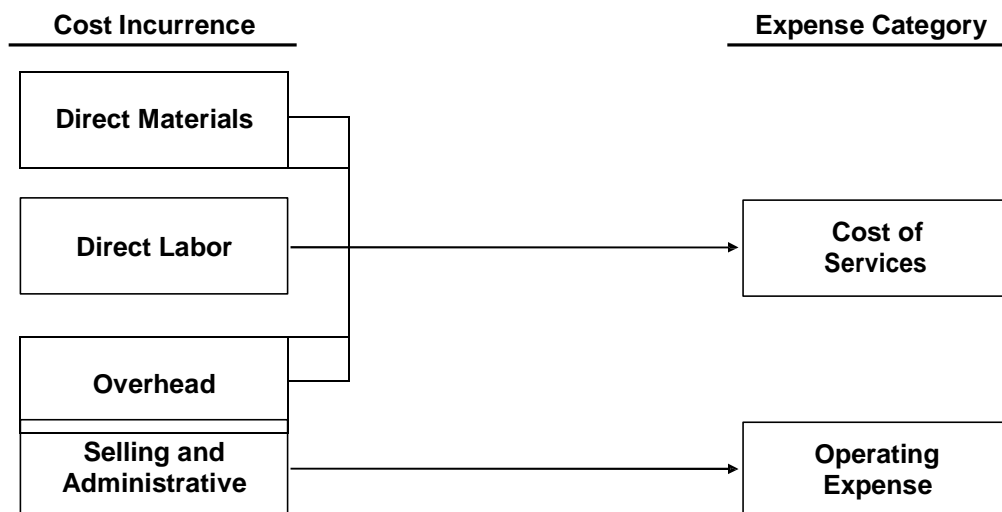 Cost Incurrence
Expense Category
Direct Materials
Direct Labor
Cost of
Services
Overhead
Selling and
Administrative
Operating
Expense